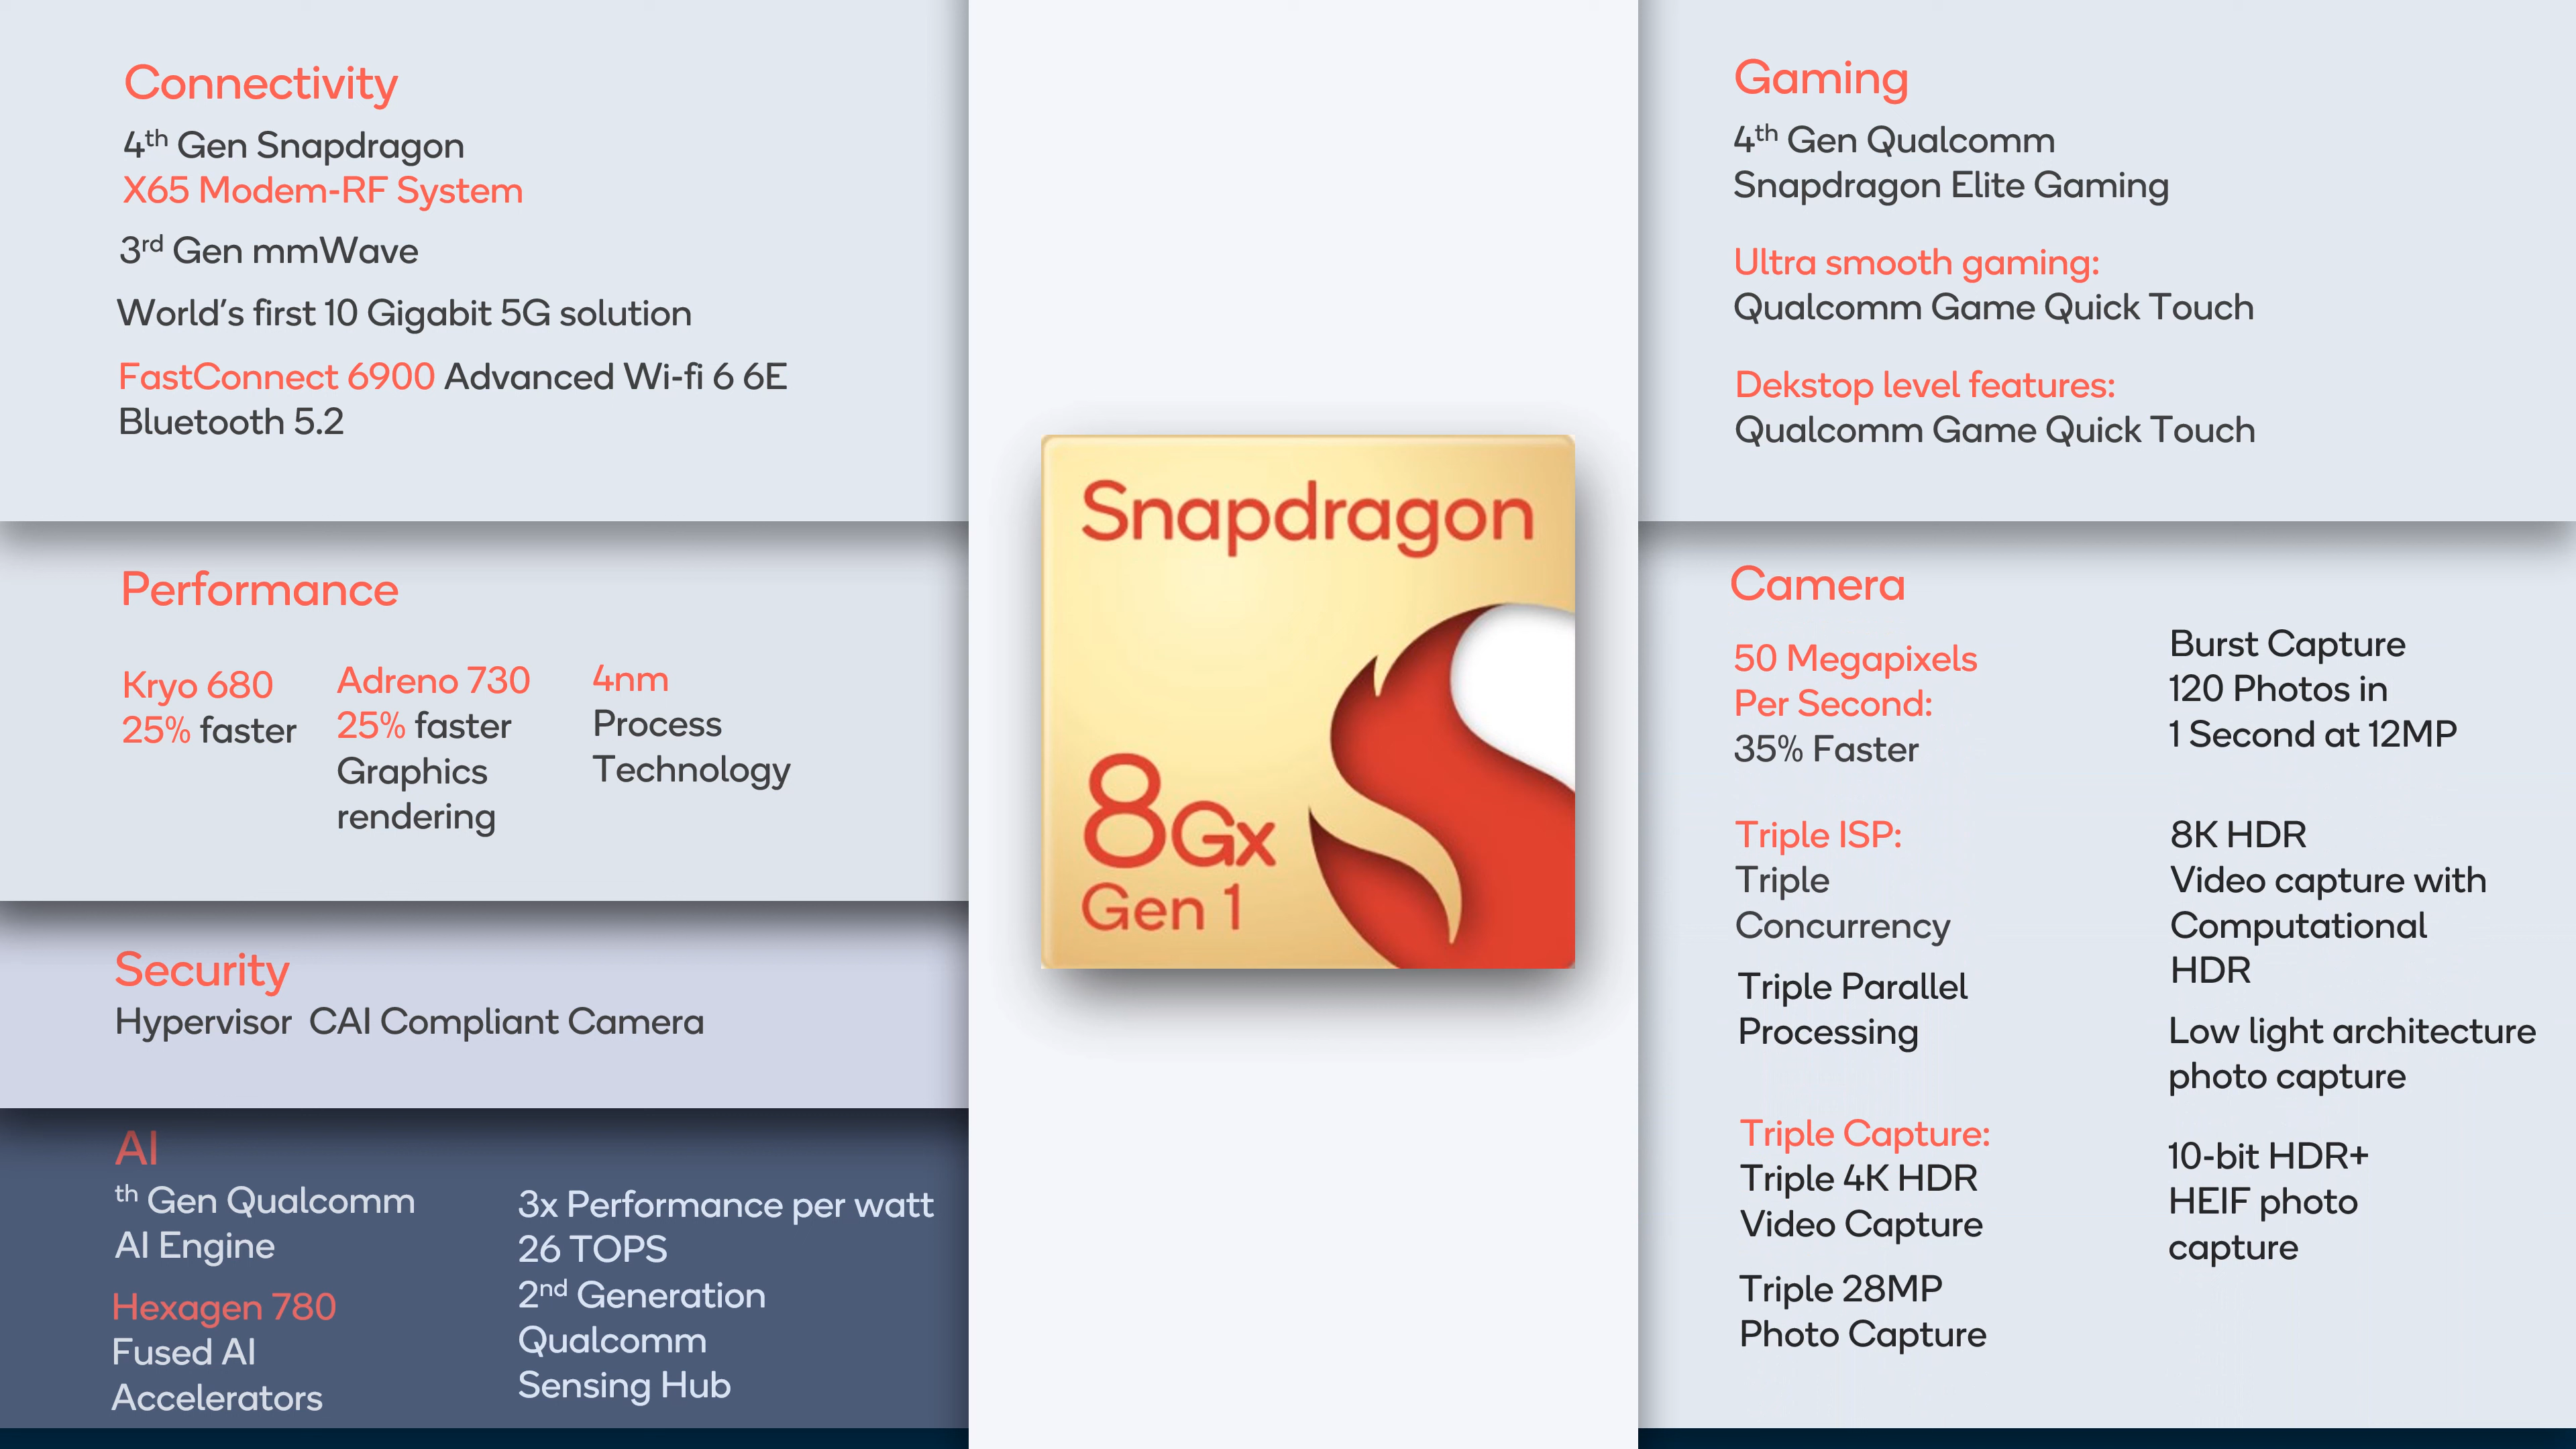 Connectivity
4th Gen Snapdragon
X65 Modem-RF System
3rd Gen mmWave
World's first 10 Gigabit 5G solution
FastConnect 6900 Advanced Wi-fi 6 6E
Bluetooth 5.2
Performance
Kryo 680
25% faster
Adreno 730
25% faster
Graphics
rendering
4nm
Process
Technology
Security
Hypervisor CAI Compliant Camera
AI
th Gen Qualcomm
AI Engine
Hexagen 780
Fused AI
Accelerators
3x Performance per watt
26 TOPS
2nd Generation
Qualcomm
Sensing Hub
Snapdragon
8Gx
Gen 1
Gaming
4th Gen Qualcomm
Snapdragon Elite Gaming
Ultra smooth gaming:
Qualcomm Game Quick Touch
Dekstop level features:
Qualcomm Game Quick Touch
Camera
50 Megapixels
Per Second:
35% Faster
Triple ISP:
Triple
Concurrency
Triple Parallel
Processing
Triple Capture:
Triple 4K HDR
Video Capture
Triple 28MP
Photo Capture
Burst Capture
120 Photos in
1 Second at 12MP
8K HDR
Video capture with
Computational
HDR
Low light architecture
photo capture
10-bit HDR+
HEIF photo
capture